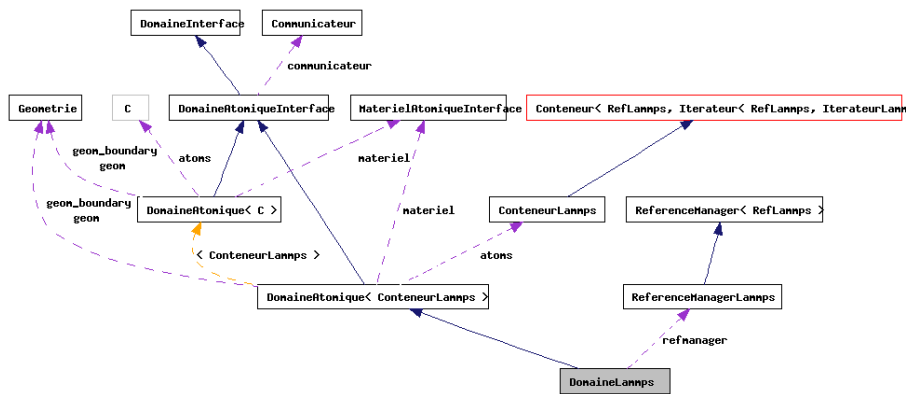 DomaineInterface
Communicateur
communicateur
Geometrie
C
DomaineAtomiqueInterface
MaterielAtomiqueInterface
Conteneur< RefLammps, Iterateur< RefLammps, IterateurLamm
geom_boundary
geom
atoms
materiel
DomaineAtomique< C >
geom_boundary
geom
materiel
ConteneurLammps
ReferenceManager< RefLammps >
< ConteneurLammps >
atoms
DomaineAtomique< ConteneurLammps >
ReferenceManagerLammps
refmanager
DomaineLammps